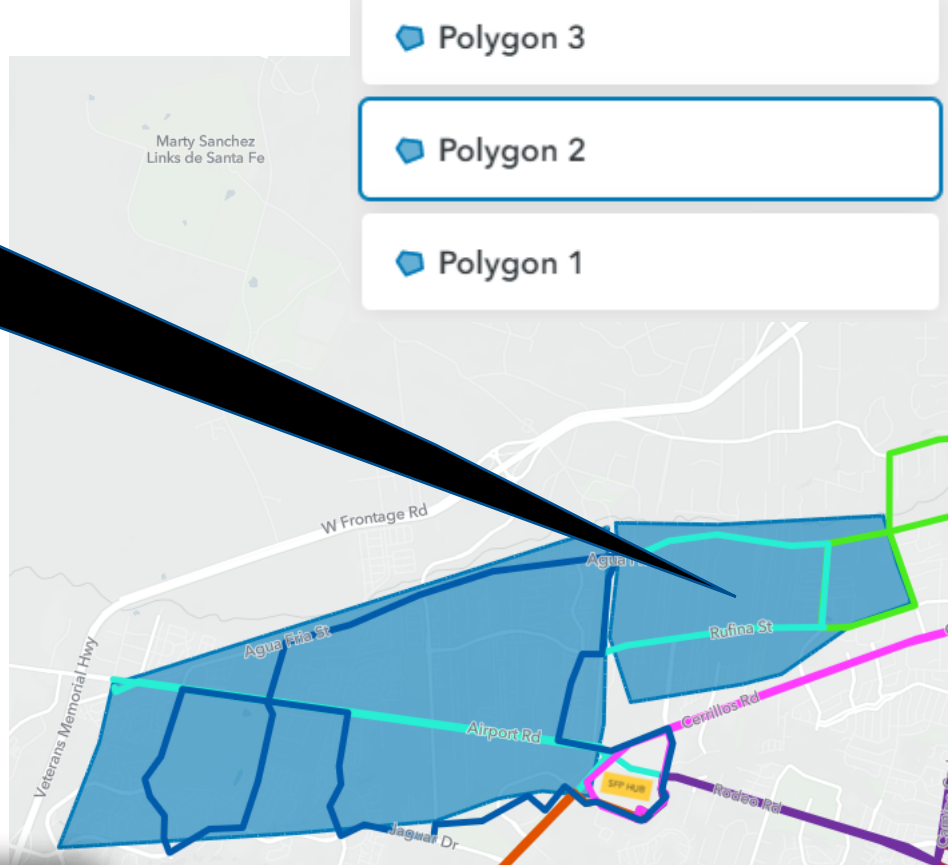 Polygon 3
Polygon 2
Polygon 1
Marty Sanchez
Links de Santa Fe
W Frontage Rd
Agua
Agua Fria St
Rufina St
Veterans Memorial Hwy
Airport Rd
Cerrillos Rd
SFP HUB
Rodeo Rd
Jaguar Dr